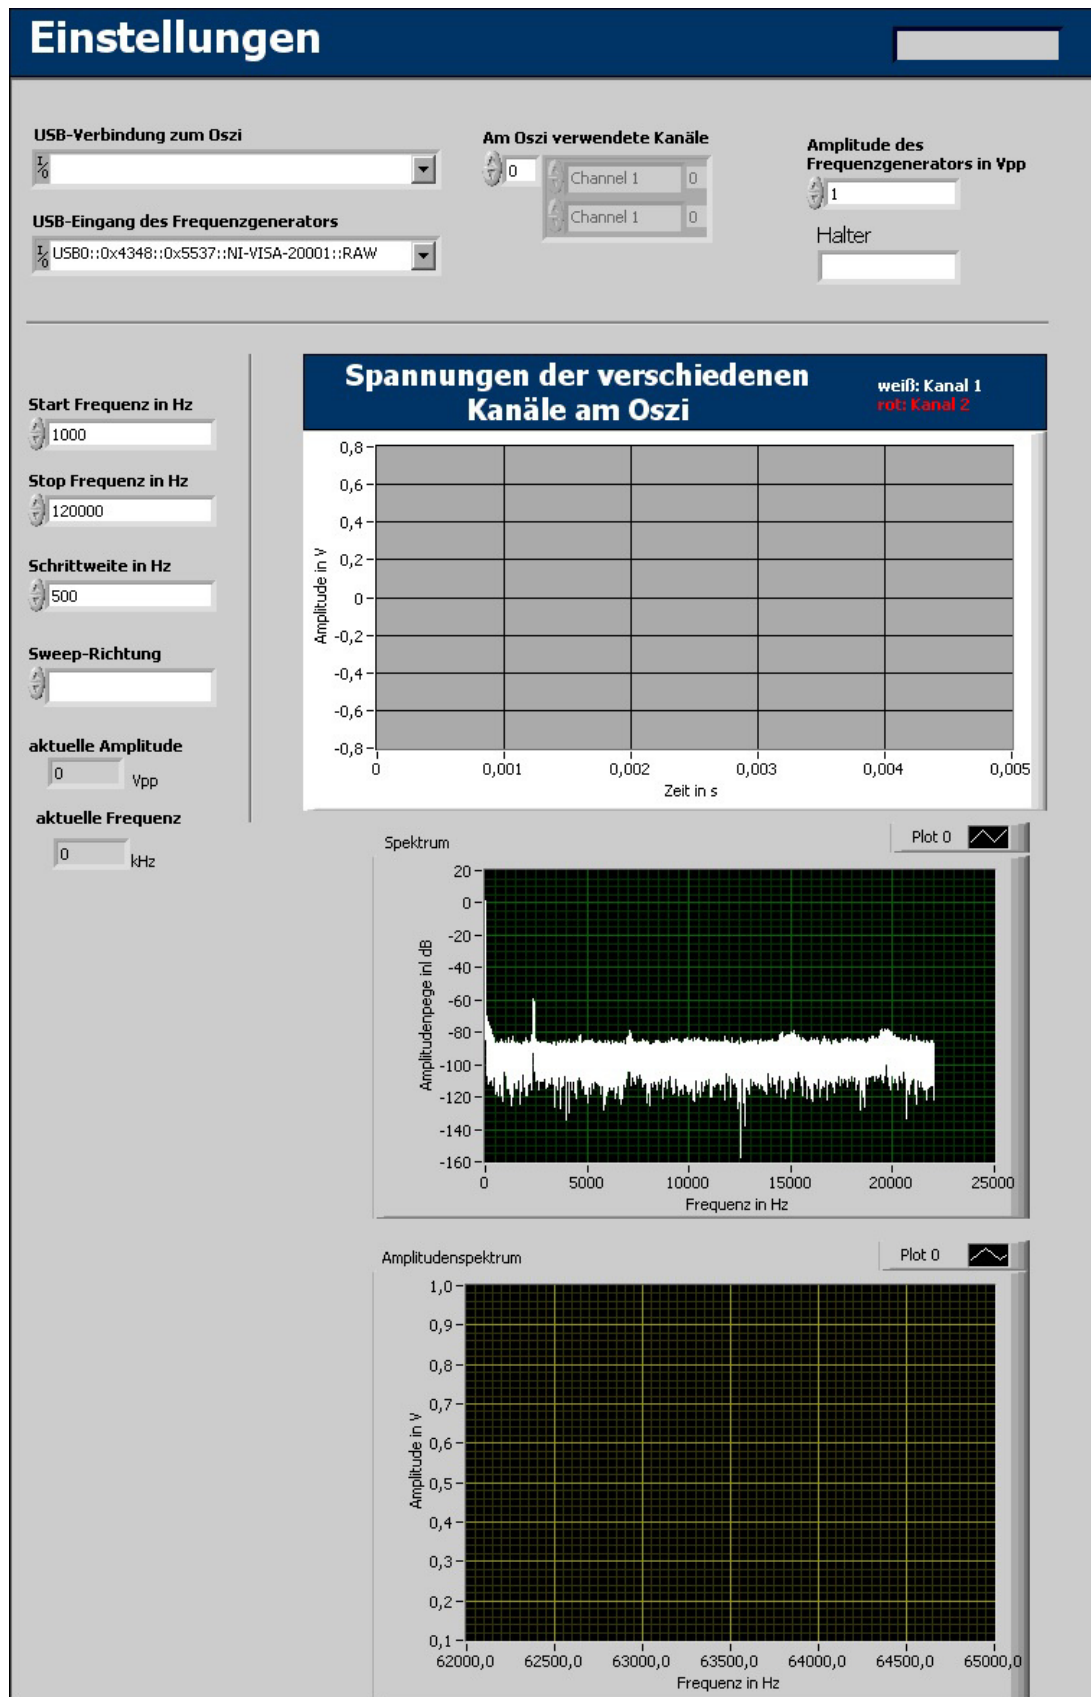 Einstellungen
USB-Verbindung zum Oszi
I/O
USB-Eingang des Frequenzgenerators
I/O USB0::0x4348::0x5537::NI-VISA-20001::RAW
Am Oszi verwendete Kanäle
0
Channel 1 0
Channel 1 0
Amplitude des
Frequenzgenerators in Vpp
1
Halter
Start Frequenz in Hz
1000
Stop Frequenz in Hz
120000
Schrittweite in Hz
500
Sweep-Richtung
aktuelle Amplitude
0 Vpp
aktuelle Frequenz
0 kHz
Spannungen der verschiedenen
Kanäle am Oszi
weiß: Kanal 1
rot: Kanal 2
Amplitude in V
0,8
0,6
0,4
0,2
0
-0,2
-0,4
-0,6
-0,8
0 0,001 0,002 0,003 0,004 0,005
Zeit in s
Spektrum
Plot 0
Amplitudenpege inl dB
20
0
-20
-40
-60
-80
-100
-120
-140
-160
0 5000 10000 15000 20000 25000
Frequenz in Hz
Amplitudenspektrum
Plot 0
Amplitude in V
1,0
0,9
0,8
0,7
0,6
0,5
0,4
0,3
0,2
0,1
62000,0 62500,0 63000,0 63500,0 64000,0 64500,0 65000,0
Frequenz in Hz